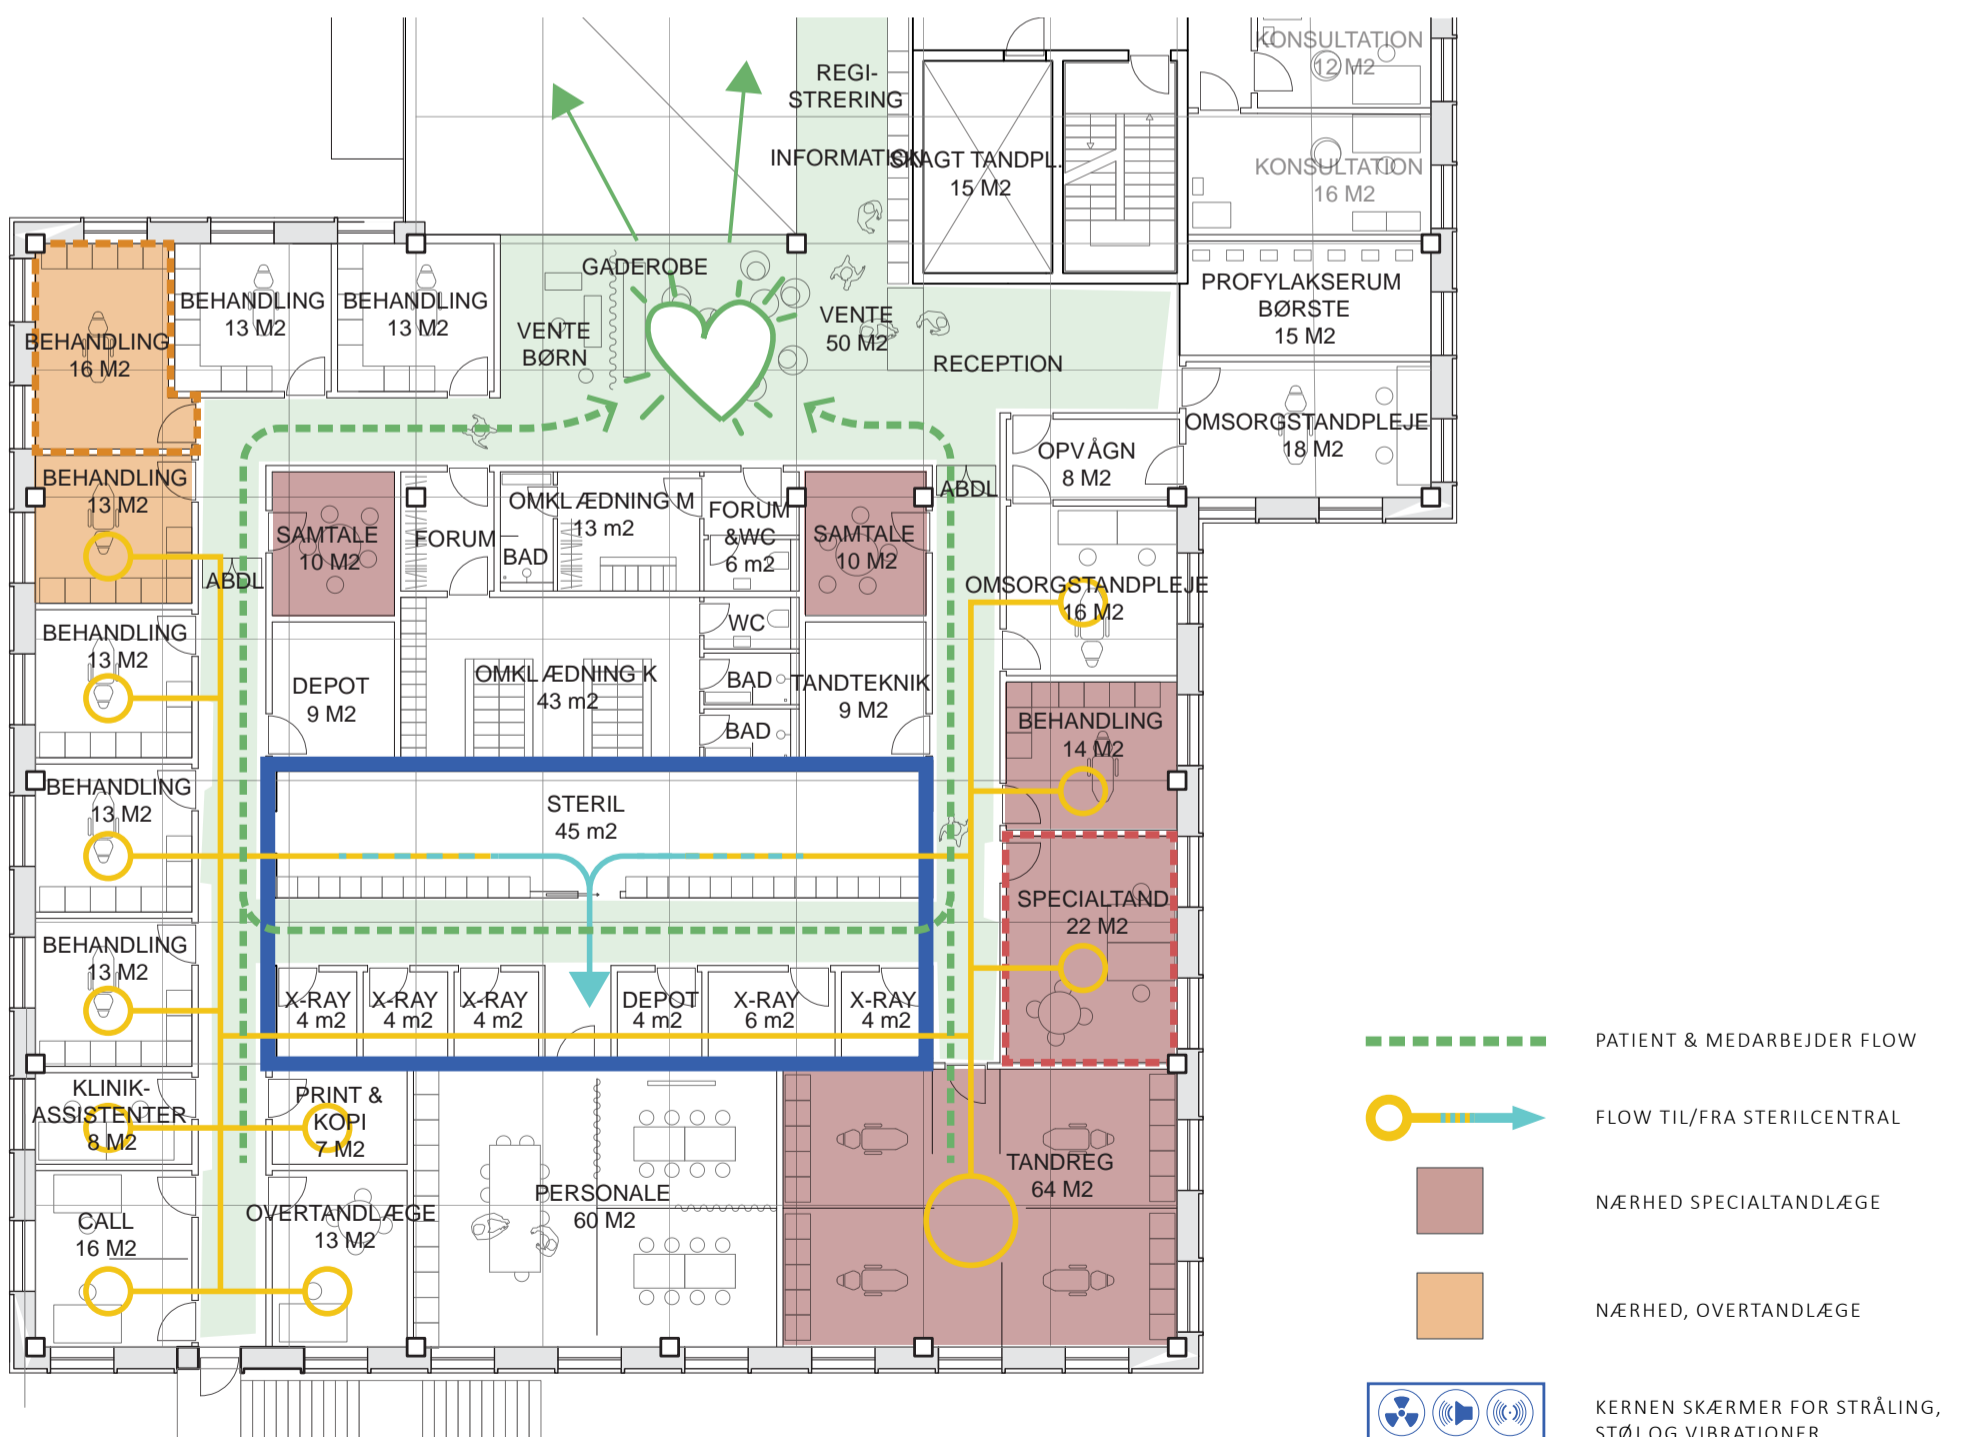 KONSULTATION
12 M2
REGI-
STRERING
INFORMATION
SKAGT TANDPL.
15 M2
KONSULTATION
16 M2
GADEROBE
PROFYLAKSERUM
BØRSTE
15 M2
BEHANDLING
13 M2
BEHANDLING
13 M2
BEHANDLING
16 M2
VENTE
BØRN
VENTE
50 M2
RECEPTION
OMSORGSTANDPLEJE
18 M2
OPVÅGN
8 M2
ABDL
BEHANDLING
13 M2
SAMTALE
10 M2
FORUM
BAD
OMKLÆDNING M
13 m2
FORUM
&WC
6 m2
SAMTALE
10 M2
ABDL
OMSORGSTANDPLEJE
16 M2
BEHANDLING
13 M2
DEPOT
9 M2
OMKLÆDNING K
43 m2
WC
BAD
BAD
TANDTEKNIK
9 M2
BEHANDLING
14 M2
BEHANDLING
13 M2
STERIL
45 m2
SPECIALTAND
22 M2
BEHANDLING
13 M2
X-RAY
4 m2
X-RAY
4 m2
X-RAY
4 m2
DEPOT
4 m2
X-RAY
6 m2
X-RAY
4 m2
KLINIK-
ASSISTENTER
8 M2
PRINT &
KOPI
7 M2
TANDREG
64 M2
PERSONALE
60 M2
OVERTANDLÆGE
13 M2
CALL
16 M2
PATIENT & MEDARBEJDER FLOW
FLOW TIL/FRA STERILCENTRAL
NÆRHED SPECIALTANDLÆGE
NÆRHED, OVERTANDLÆGE
KERNEN SKÆRMER FOR STRÅLING,
STØJ OG VIBRATIONER